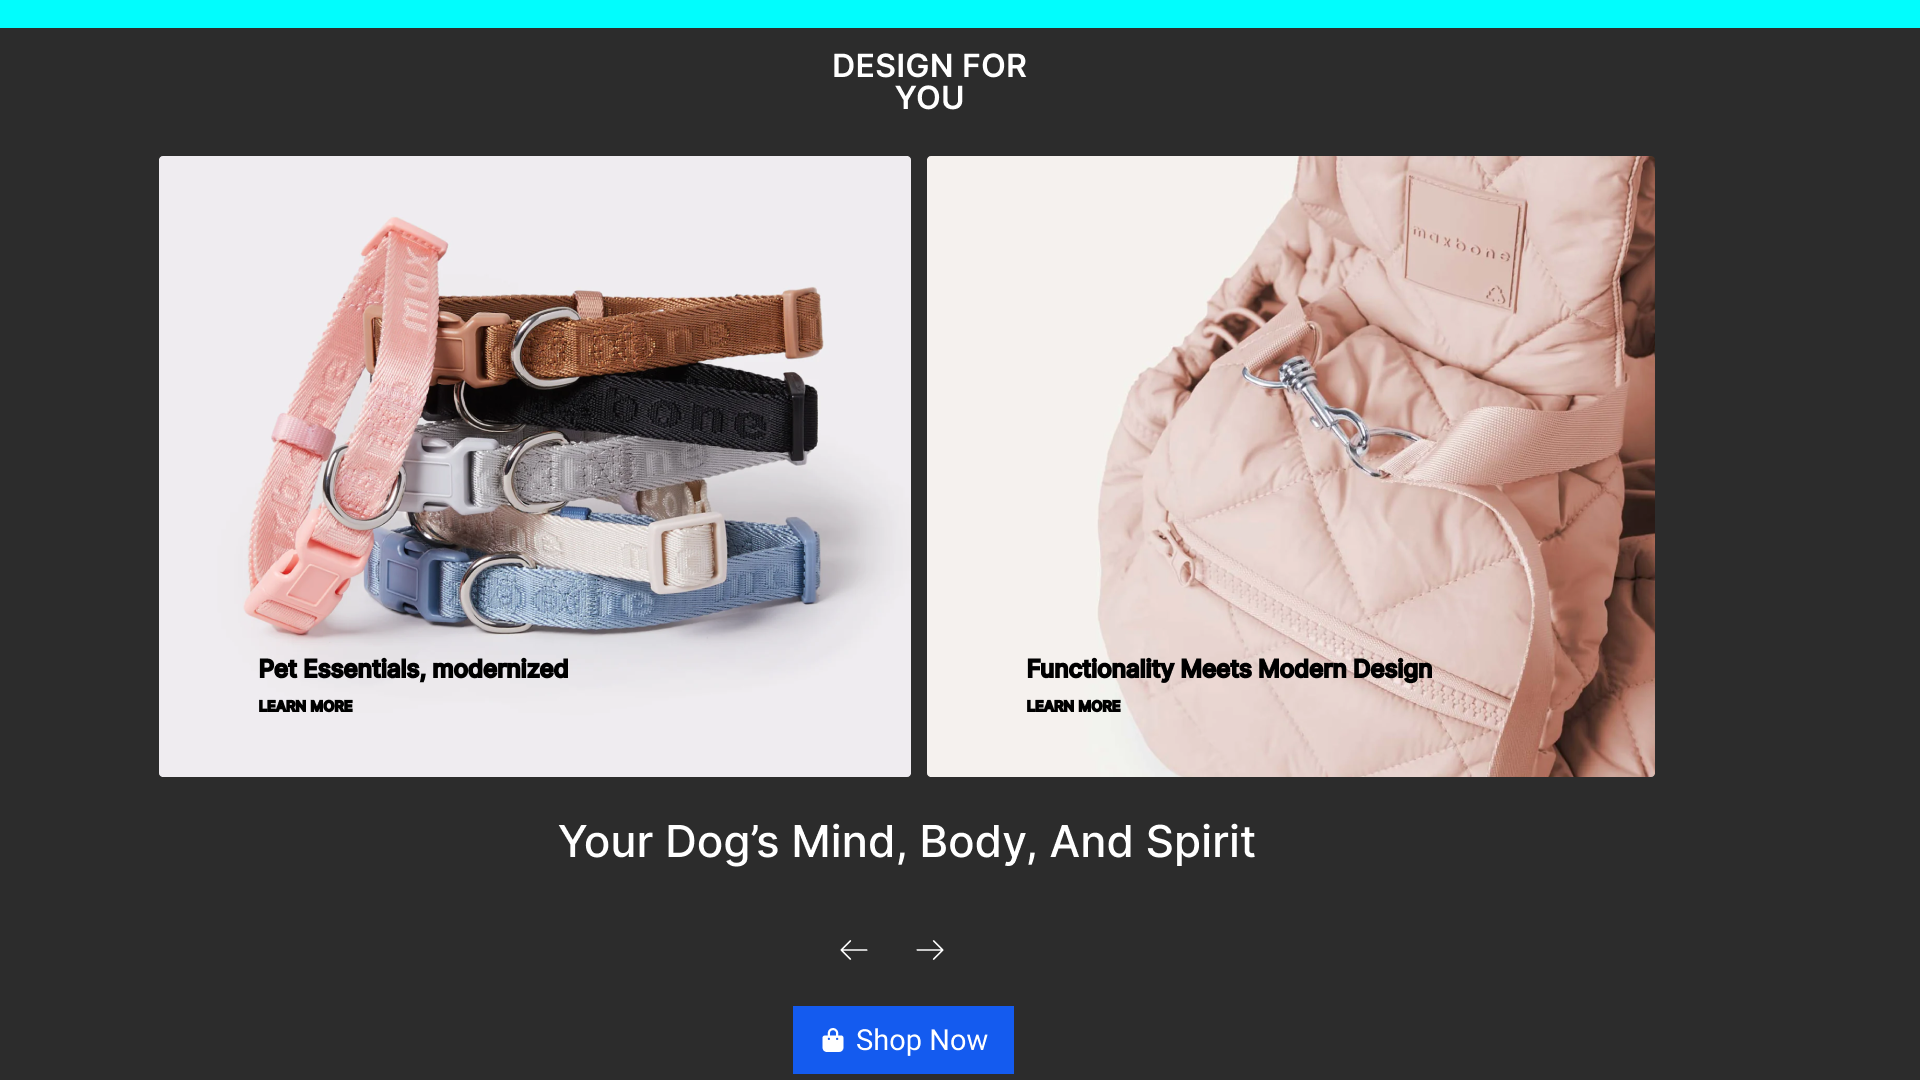 DESIGN FOR
YOU
max
maxbone
Pet Essentials, modernized
LEARN MORE
Functionality Meets Modern Design
LEARN MORE
Your Dog’s Mind, Body, And Spirit
Shop Now